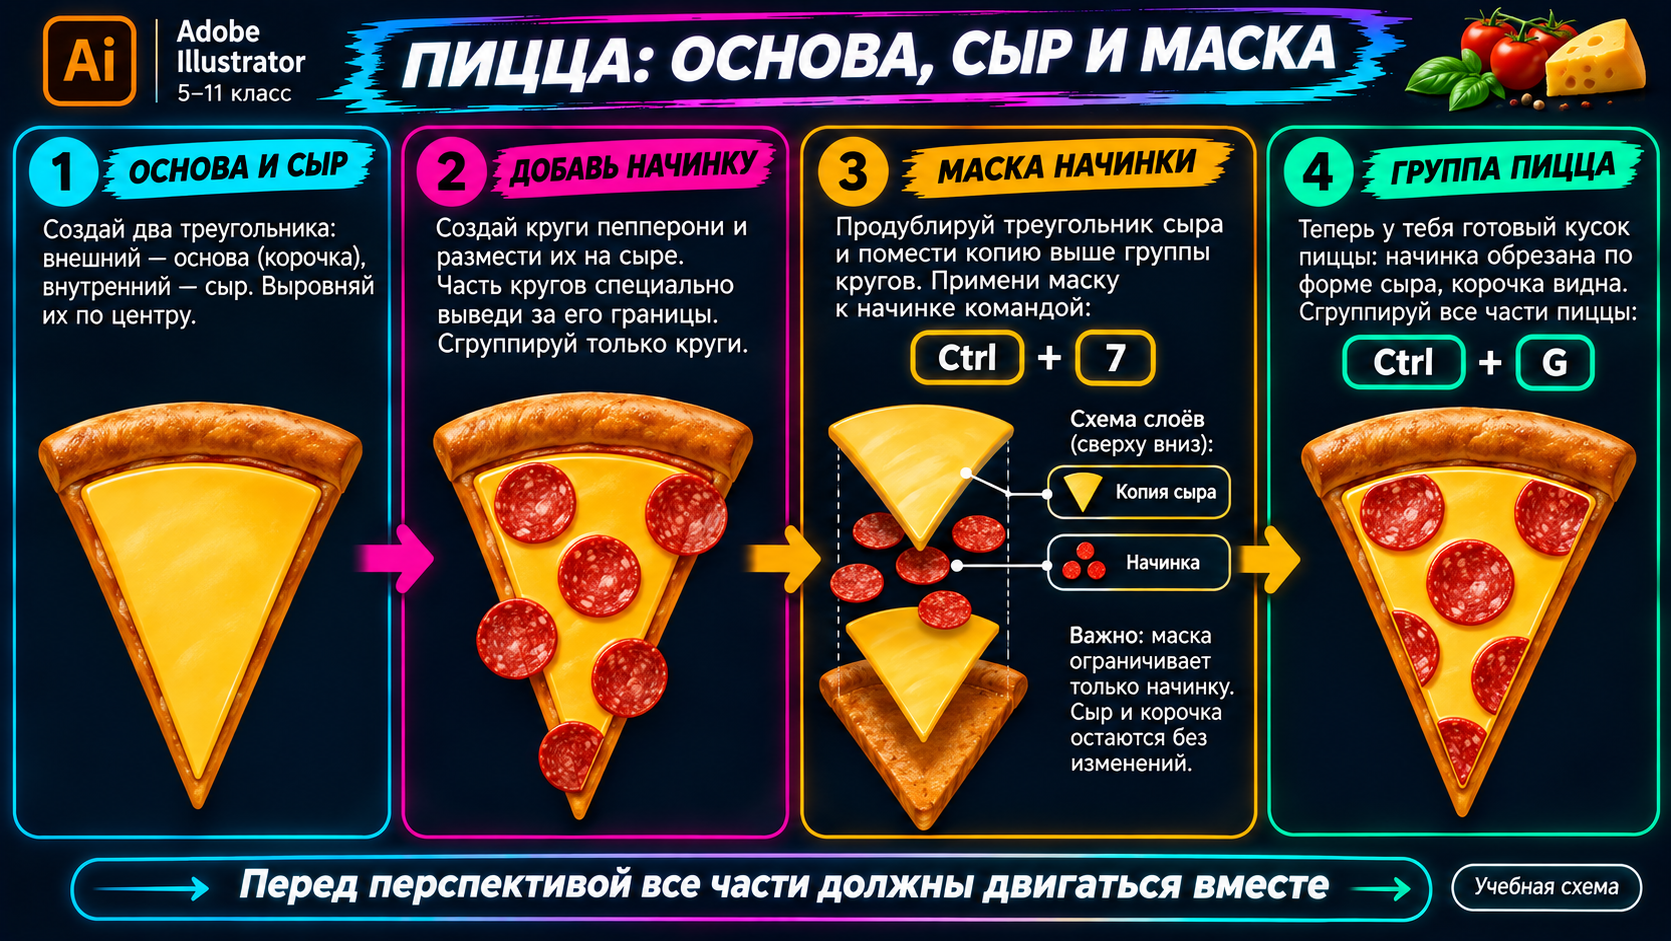 Ai
Adobe
Illustrator
5–11 класс
ПИЦЦА: ОСНОВА, СЫР И МАСКА
1
ОСНОВА И СЫР
Создай два треугольника:
внешний — основа (корочка),
внутренний — сыр. Выровняй
их по центру.
2
ДОБАВЬ НАЧИНКУ
Создай круги пепперони и
размести их на сыре.
Часть кругов специально
выведи за его границы.
Сгруппируй только круги.
3
МАСКА НАЧИНКИ
Продублируй треугольник сыра
и помести копию выше группы
кругов. Примени маску
к начинке командой:
Ctrl + 7
Схема слоёв
(сверху вниз):
Копия сыра
Начинка
Важно: маска
ограничивает
только начинку.
Сыр и корочка
остаются без
изменений.
4
ГРУППА ПИЦЦА
Теперь у тебя готовый кусок
пиццы: начинка обрезана по
форме сыра, корочка видна.
Сгруппируй все части пиццы:
Ctrl + G
Перед перспективой все части должны двигаться вместе
Учебная схема